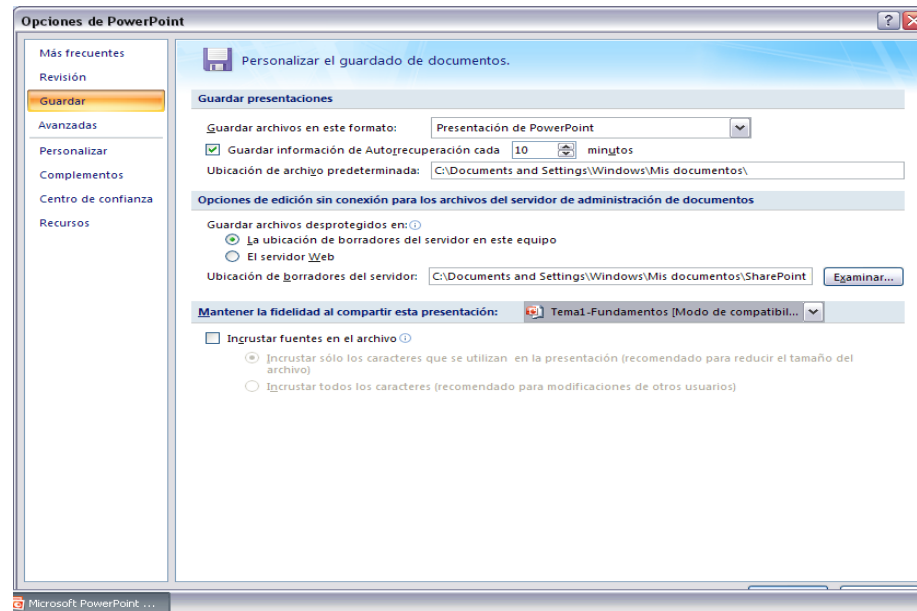 Opciones de PowerPoint
Más frecuentes
Revisión
Guardar
Avanzadas
Personalizar
Complementos
Centro de confianza
Recursos
Personalizar el guardado de documentos.
Guardar presentaciones
Guardar archivos en este formato: Presentación de PowerPoint
Guardar información de Autorrecuperación cada 10 minutos
Ubicación de archivo predeterminada: C:\Documents and Settings\Windows\Mis documentos\
Opciones de edición sin conexión para los archivos del servidor de administración de documentos
Guardar archivos desprotegidos en:
La ubicación de borradores del servidor en este equipo
El servidor Web
Ubicación de borradores del servidor: C:\Documents and Settings\Windows\Mis documentos\SharePoint Examinar...
Mantener la fidelidad al compartir esta presentación: Tema1-Fundamentos [Modo de compatibil...
Incrustar fuentes en el archivo
Incrustar sólo los caracteres que se utilizan en la presentación (recomendado para reducir el tamaño del
archivo)
Incrustar todos los caracteres (recomendado para modificaciones de otros usuarios)
Microsoft PowerPoint ...